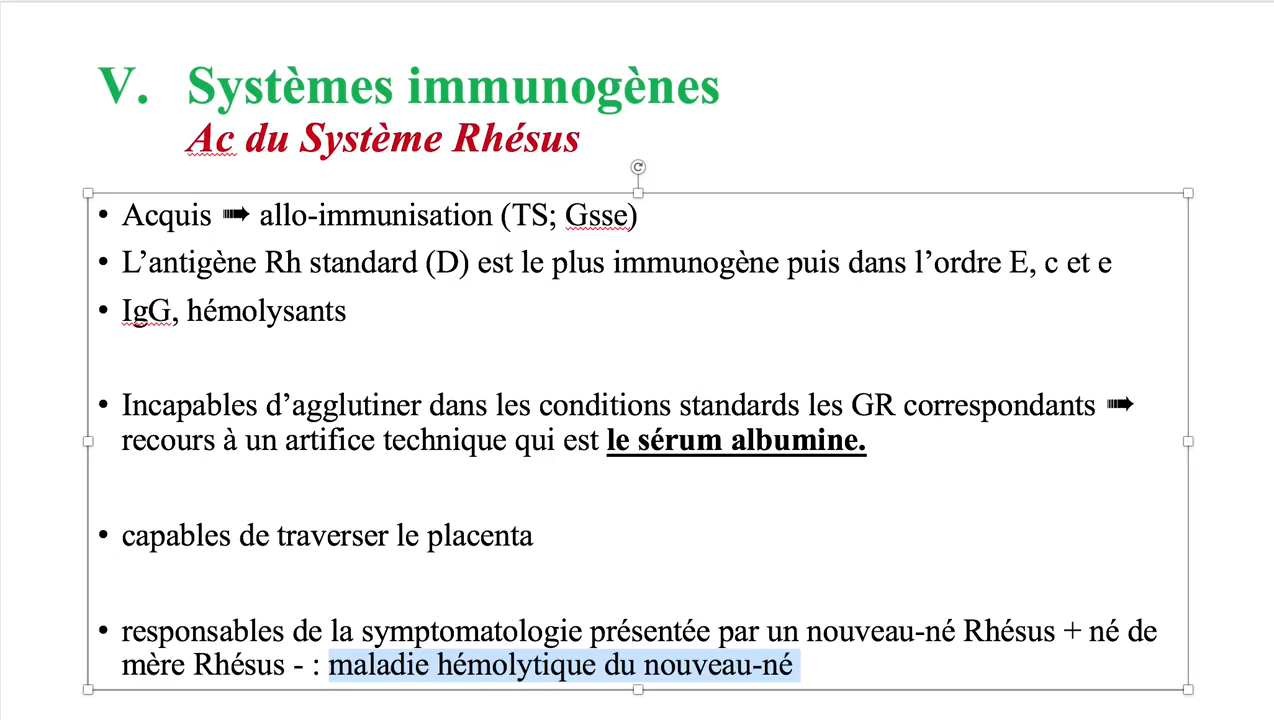 V. Systèmes immunogènes
Ac du Système Rhésus
• Acquis ➠ allo-immunisation (TS; Gsse)
• L’antigène Rh standard (D) est le plus immunogène puis dans l’ordre E, c et e
• IgG, hémolysants
• Incapables d’agglutiner dans les conditions standards les GR correspondants ➠
recours à un artifice technique qui est le sérum albumine.
• capables de traverser le placenta
• responsables de la symptomatologie présentée par un nouveau-né Rhésus + né de
mère Rhésus - : maladie hémolytique du nouveau-né